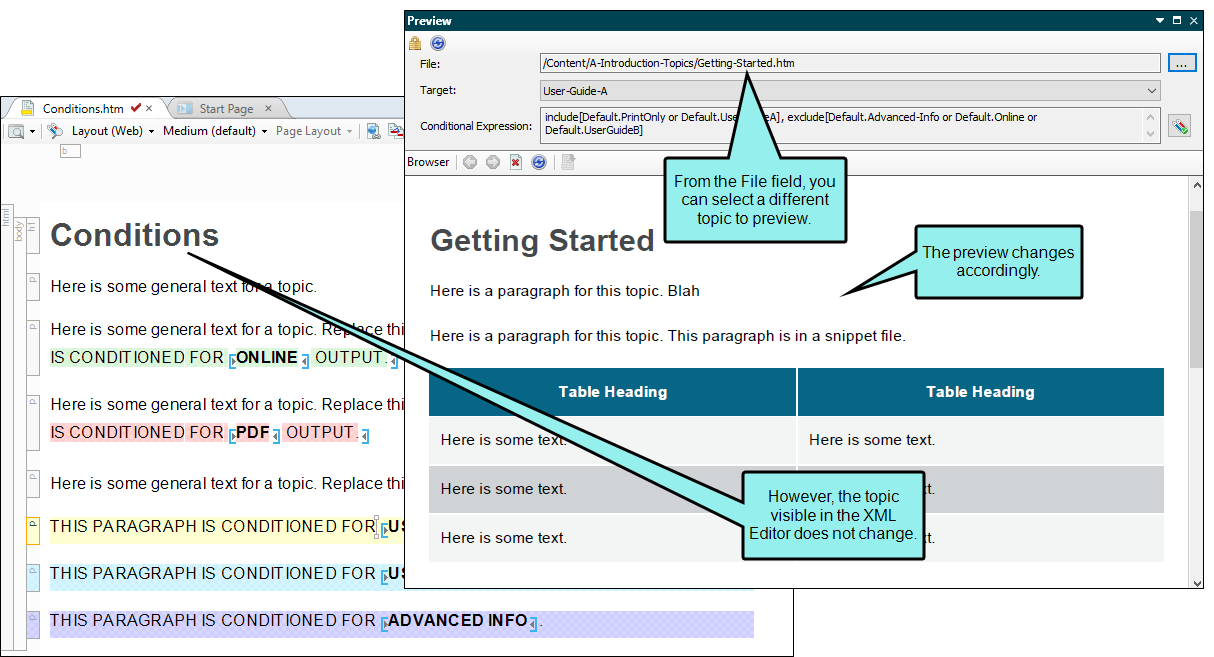 Preview
File:
/Content/A-Introduction-Topics/Getting-Started.htm
...
Target:
User-Guide-A
Conditional Expression:
include[Default.PrintOnly or Default.Use eA], exclude[Default.Advanced-Info or Default.Online or
Default.UserGuideB]
Browser
From the File field, you
can select a different
topic to preview.
Getting Started
The preview changes
accordingly.
Here is a paragraph for this topic. Blah
Here is a paragraph for this topic. This paragraph is in a snippet file.
Table Heading Table Heading
Here is some text. Here is some text.
Here is some text. t.
Here is some text. t.
However, the topic
visible in the XML
Editor does not change.
Conditions.htm Start Page
Layout (Web) Medium (default) Page Layout
b
html
body
h1
Conditions
p
Here is some general text for a topic.
p
Here is some general text for a topic. Replace thi
IS CONDITIONED FOR ONLINE OUTPUT.
p
Here is some general text for a topic. Replace thi
IS CONDITIONED FOR PDF OUTPUT.
p
Here is some general text for a topic. Replace thi
p
THIS PARAGRAPH IS CONDITIONED FOR US
p
THIS PARAGRAPH IS CONDITIONED FOR US
p
THIS PARAGRAPH IS CONDITIONED FOR ADVANCED INFO.